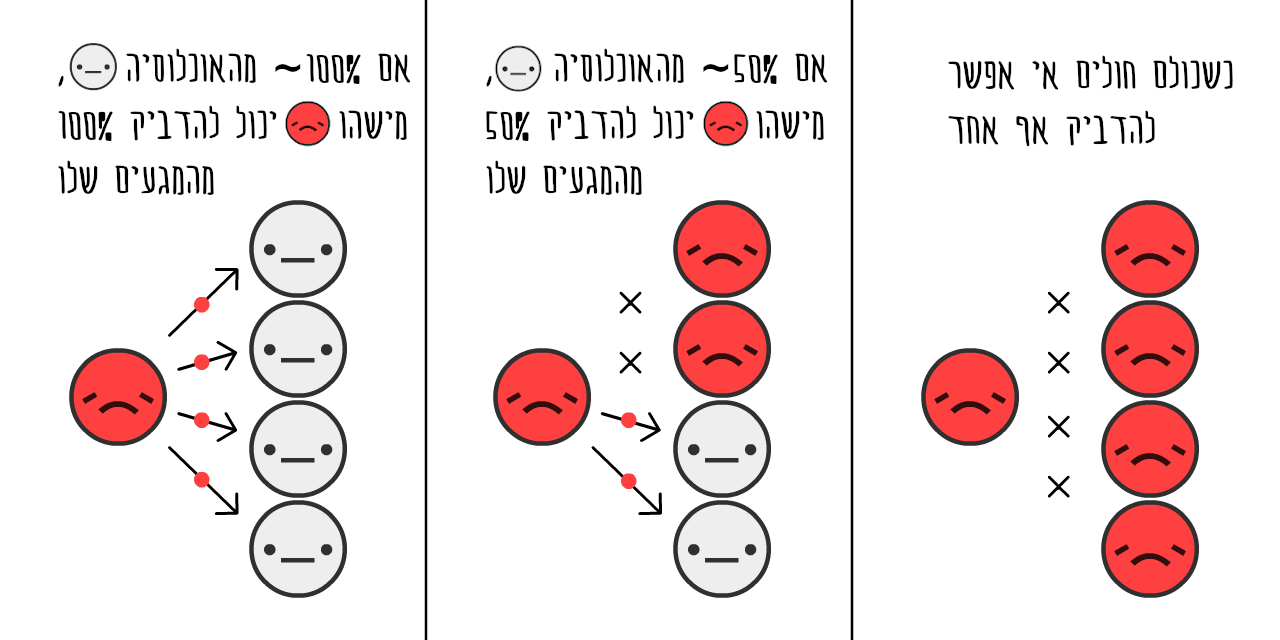 אם ~100% מהאוכלוסיה ,
מישהו יכול להדביק 100%
מהמגעים שלו
אם ~50% מהאוכלוסיה ,
מישהו יכול להדביק 50%
מהמגעים שלו
כשכולם חולים אי אפשר
להדביק אף אחד